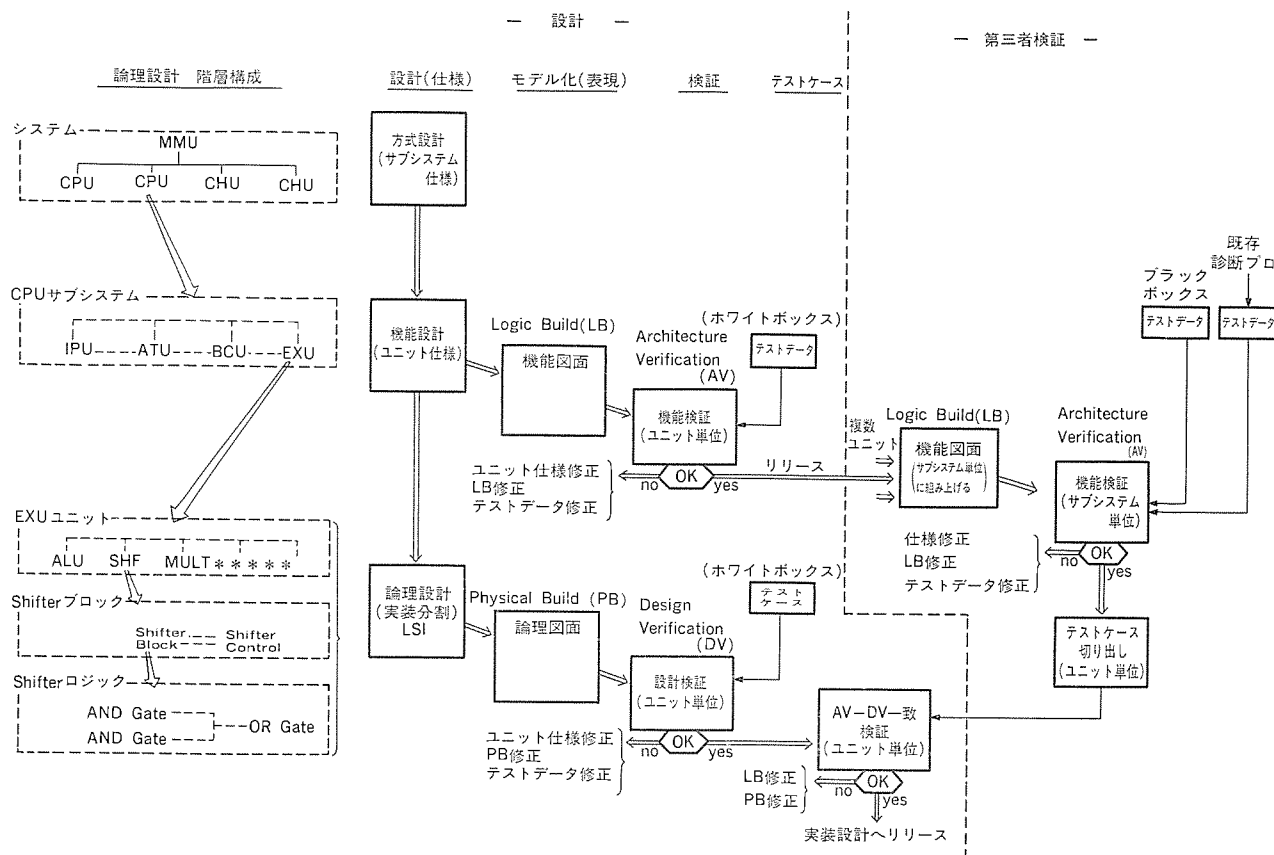 ― 設計 ―
― 第三者検証 ―
論理設計 階層構成
設計(仕様)
モデル化(表現)
検証
テストケース
システム
MMU
CPU CPU CHU CHU
方式設計
(サブシステム
仕様)
CPUサブシステム
IPU ATU BCU EXU
機能設計
(ユニット仕様)
Logic Build(LB)
機能図面
Architecture
Verification
(AV)
機能検証
(ユニット単位)
(ホワイトボックス)
テストデータ
OK
no yes
リリース
ユニット仕様修正
LB修正
テストデータ修正
複数
ユニット
Logic Build(LB)
機能図面
(サブシステム単位
に組み上げる)
ブラック
ボックス
テストデータ
既存
診断プロ
テストデータ
Architecture
Verification
(AV)
機能検証
(サブシステム
単位)
OK
no yes
仕様修正
LB修正
テストデータ修正
テストケース
切り出し
(ユニット単位)
EXUユニット
ALU SHF MULT*****
Shifterブロック
Shifter Shifter
Block Control
Shifterロジック
AND Gate
AND Gate
OR Gate
論理設計
(実装分割)
LSI
Physical Build (PB)
論理図面
Design
Verification
(DV)
設計検証
(ユニット単位)
(ホワイトボックス)
テスト
ケース
OK
no yes
ユニット仕様修正
PB修正
テストデータ修正
AV―DV一致
検証
(ユニット単位)
OK
no yes
LB修正
PB修正
実装設計へリリース